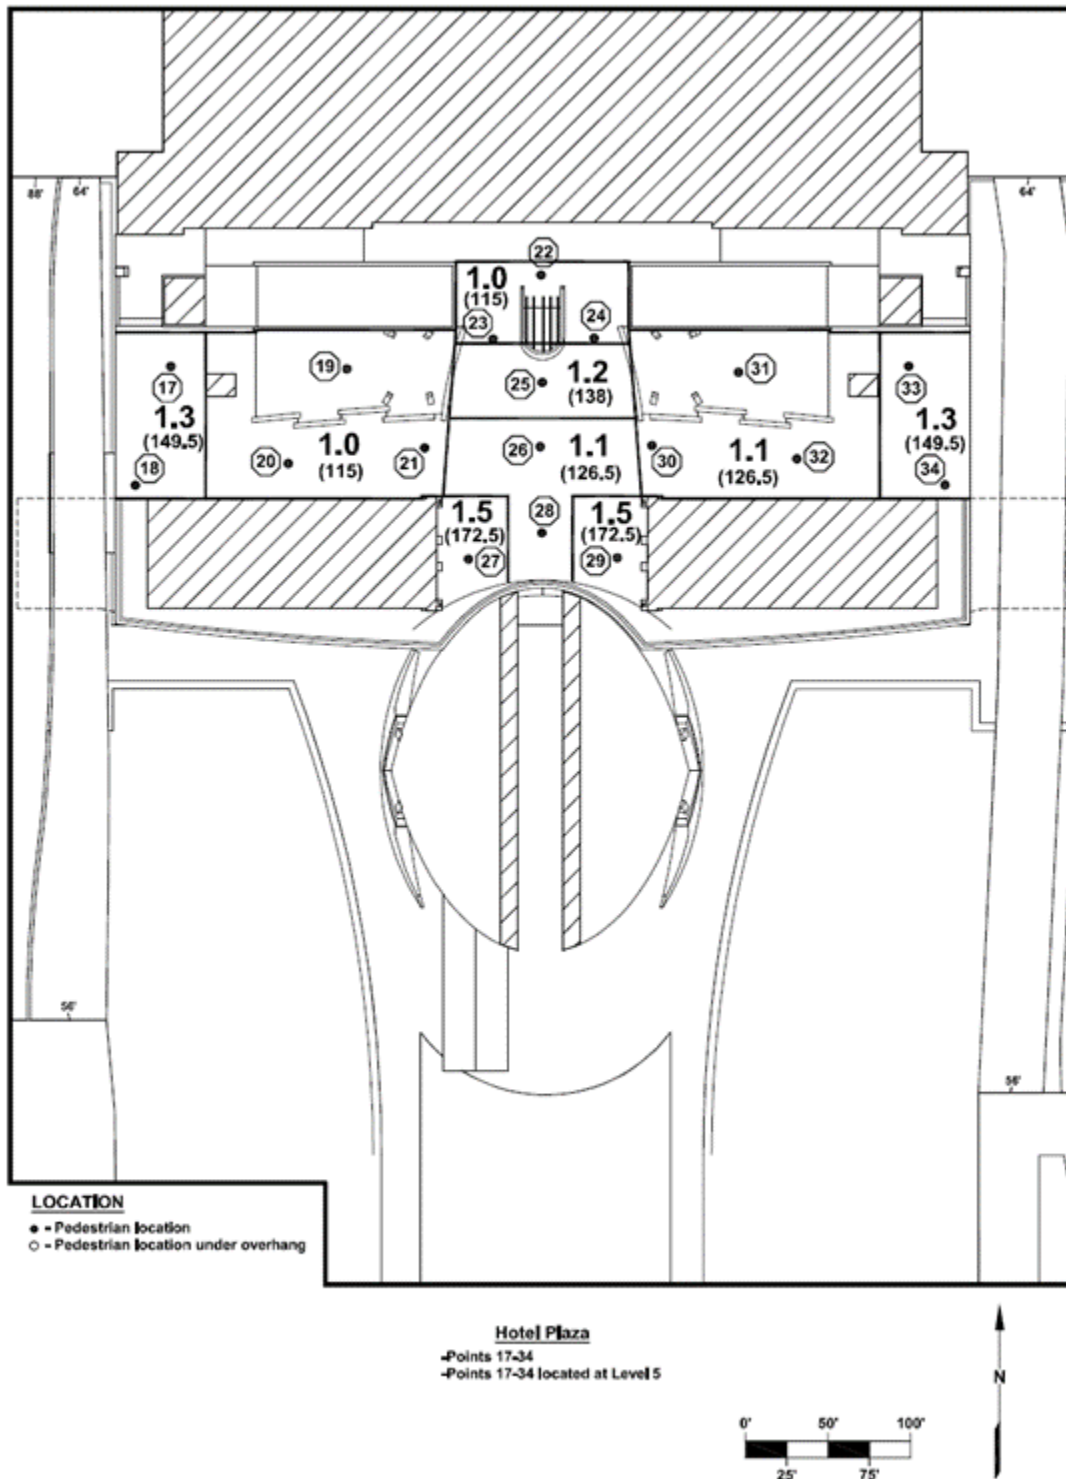 88' 64' 64'
22
1.0
(115)
23 24
17 19 25 1.2 31 33
(138)
1.3 1.3
(149.5) (149.5)
18 20 1.0 21 26 1.1 30 1.1 32 34
(115) (126.5) (126.5)
1.5 28 1.5
(172.5) (172.5)
27 29
56'
56'
LOCATION
● - Pedestrian location
○ - Pedestrian location under overhang
Hotel Plaza
-Points 17-34
-Points 17-34 located at Level 5
N
0' 50' 100'
25' 75'